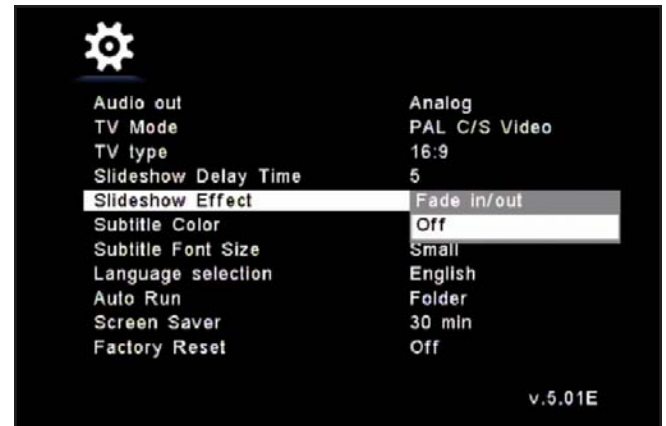 Audio out Analog
TV Mode PAL C/S Video
TV type 16:9
Slideshow Delay Time 5
Slideshow Effect Fade in/out
Subtitle Color Off
Subtitle Font Size Small
Language selection English
Auto Run Folder
Screen Saver 30 min
Factory Reset Off
v.5.01E